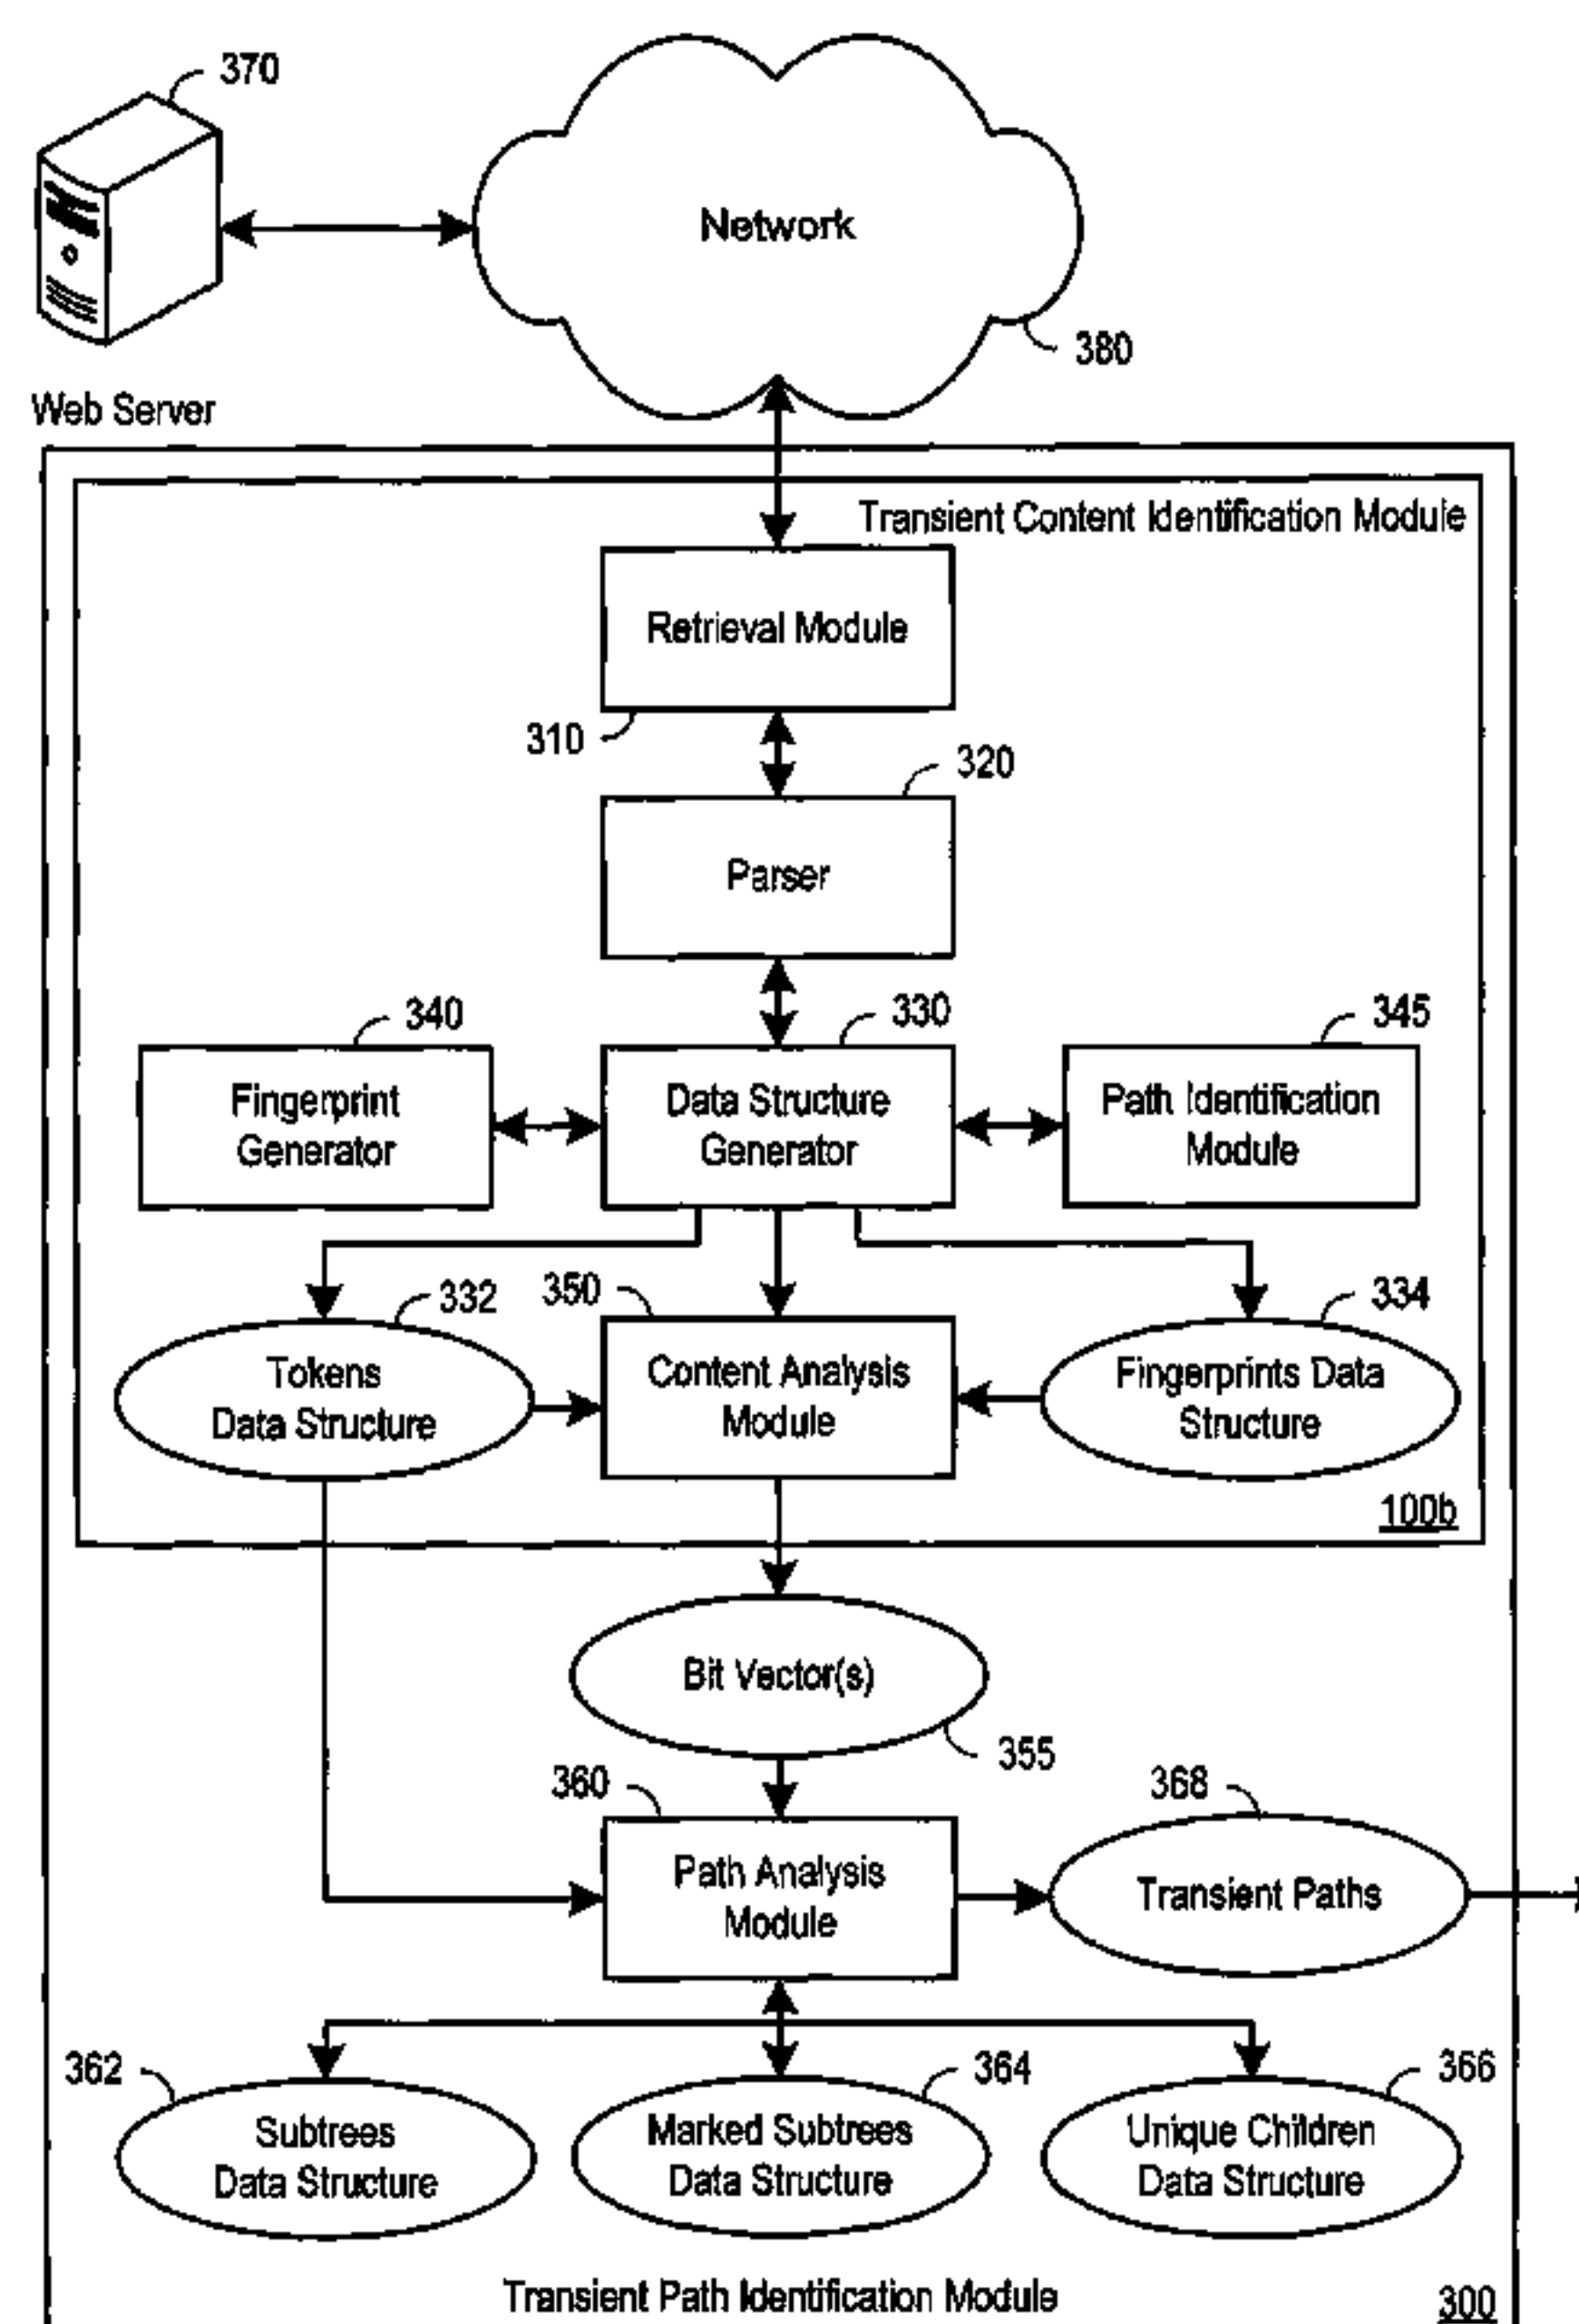 370
Network
380
Web Server
Transient Content Identification Module
Retrieval Module
310
320
Parser
340
330
345
Fingerprint
Generator
Data Structure
Generator
Path Identification
Module
332
350
334
Tokens
Data Structure
Content Analysis
Module
Fingerprints Data
Structure
100b
Bit Vector(s)
355
360
368
Path Analysis
Module
Transient Paths
362
364
366
Subtrees
Data Structure
Marked Subtrees
Data Structure
Unique Children
Data Structure
Transient Path Identification Module
300